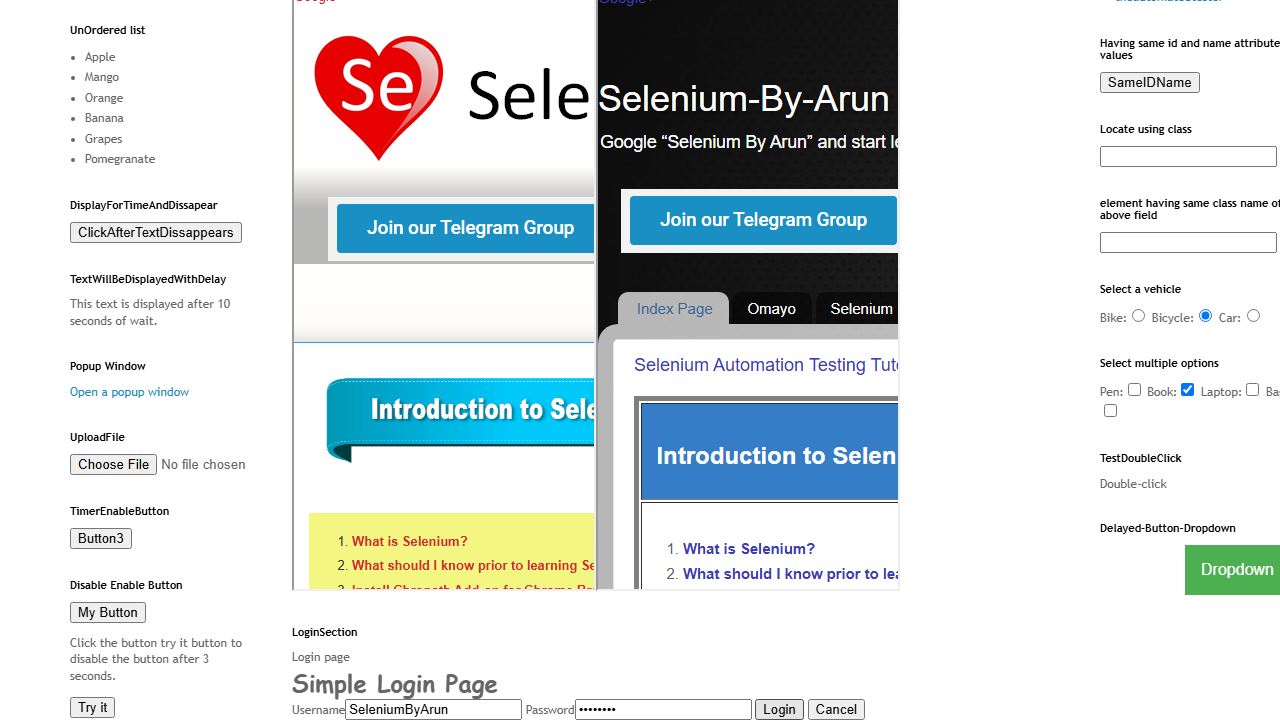 UnOrdered list
Apple
Mango
Orange
Banana
Grapes
Pomegranate
DisplayForTimeAndDissapear
ClickAfterTextDissappears
TextWillBeDisplayedWithDelay
This text is displayed after 10
seconds of wait.
Popup Window
Open a popup window
UploadFile
Choose File No file chosen
TimerEnableButton
Button3
Disable Enable Button
My Button
Click the button try it button to
disable the button after 3
seconds.
Try it
Se Sele
Join our Telegram Group
Introduction to Sele
1. What is Selenium?
2. What should I know prior to learning Se
Selenium-By-Arun
Google “Selenium By Arun” and start le
Join our Telegram Group
Index Page Omayo Selenium
Selenium Automation Testing Tuto
Introduction to Selen
1. What is Selenium?
2. What should I know prior to lea
LoginSection
Login page
Simple Login Page
Username SeleniumByArun Password •••••••• Login Cancel
Having same id and name attribute
values
SameIDName
Locate using class
element having same class name of
above field
Select a vehicle
Bike: Bicycle: Car:
Select multiple options
Pen: Book: Laptop: Ba
TestDoubleClick
Double-click
Delayed-Button-Dropdown
Dropdown